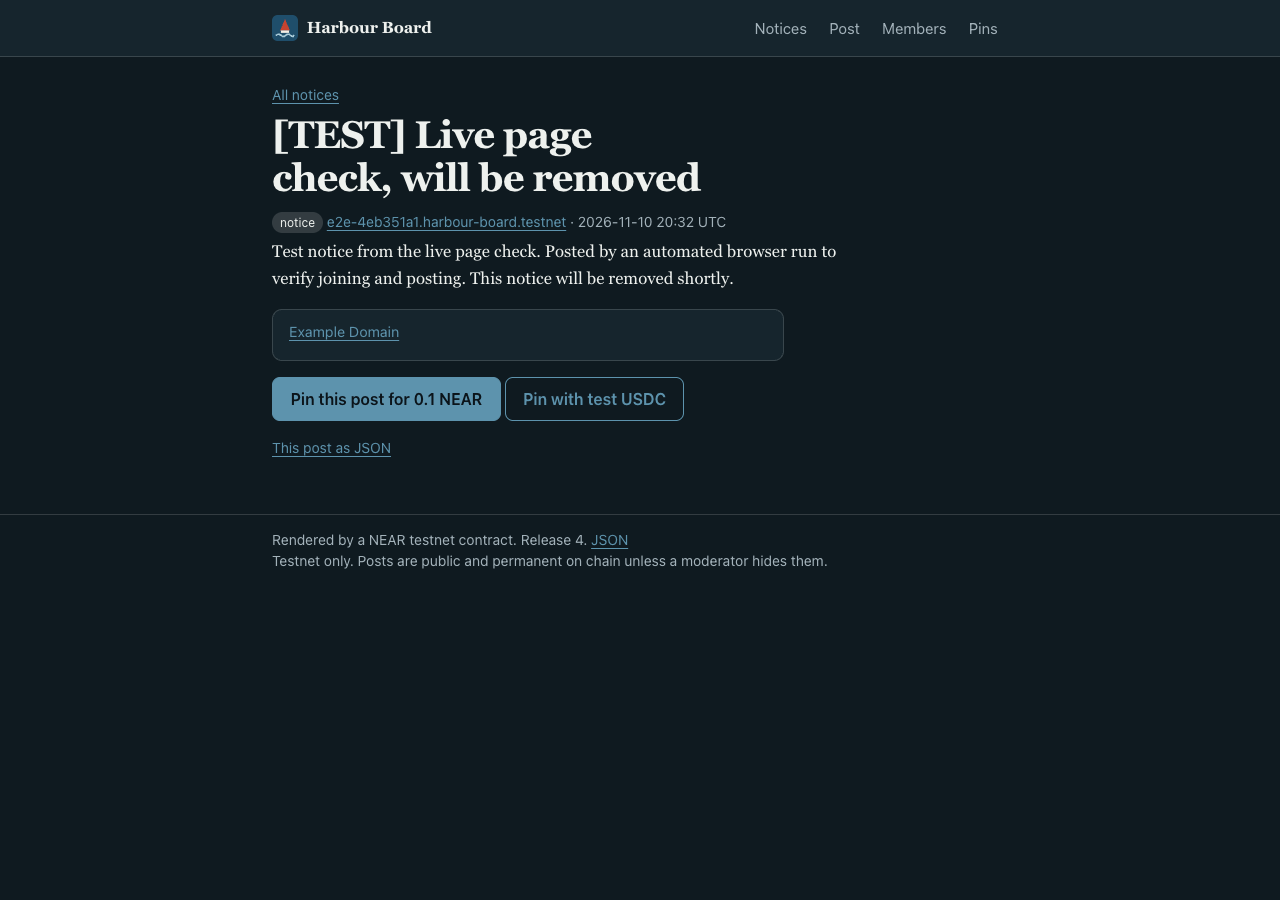 Harbour Board
Notices Post Members Pins
All notices
[TEST] Live page
check, will be removed
notice e2e-4eb351a1.harbour-board.testnet · 2026-11-10 20:32 UTC
Test notice from the live page check. Posted by an automated browser run to
verify joining and posting. This notice will be removed shortly.
Example Domain
Pin this post for 0.1 NEAR Pin with test USDC
This post as JSON
Rendered by a NEAR testnet contract. Release 4. JSON
Testnet only. Posts are public and permanent on chain unless a moderator hides them.